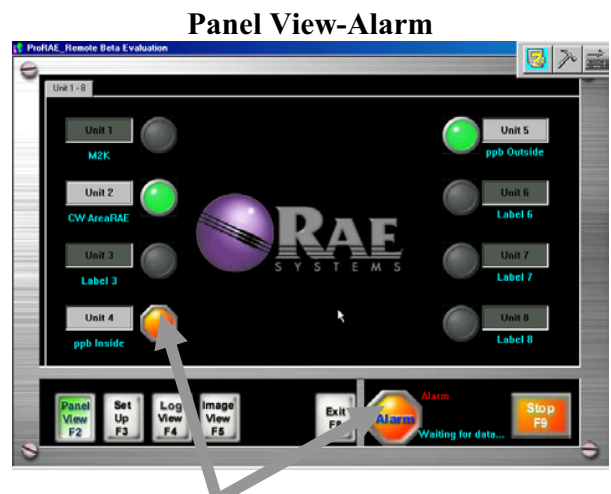 Panel View-Alarm
ProRAE_Remote Beta Evaluation
Unit 1 - 8
Unit 1
M2K
Unit 2
CW AreaRAE
Unit 3
Label 3
Unit 4
ppb Inside
RAE
SYSTEMS
Unit 5
ppb Outside
Unit 6
Label 6
Unit 7
Label 7
Unit 8
Label 8
Panel
View
F2
Set
Up
F3
Log
View
F4
Image
View
F5
Exit
F8
Alarm
Alarm
Waiting for data...
Stop
F9